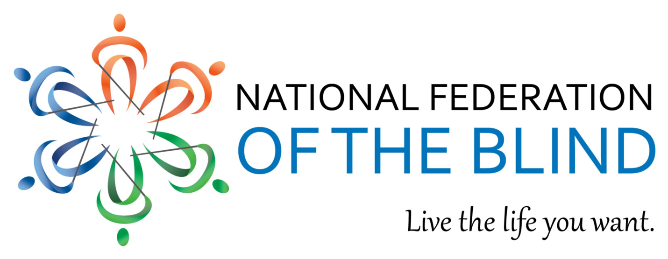 NATIONAL FEDERATION
OF THE BLIND
Live the life you want.